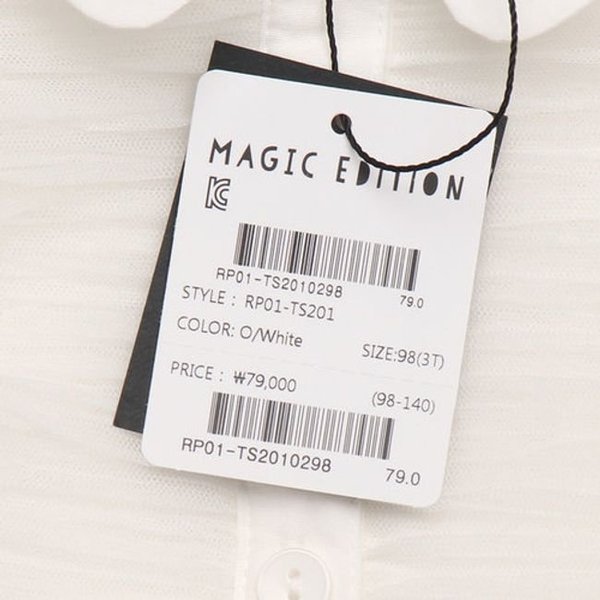 MAGIC EDITION
KC
RP01-TS2010298 79.0
STYLE : RP01-TS201
COLOR: O/White SIZE:98(3T)
PRICE : ₩79,000 (98-140)
RP01-TS2010298 79.0